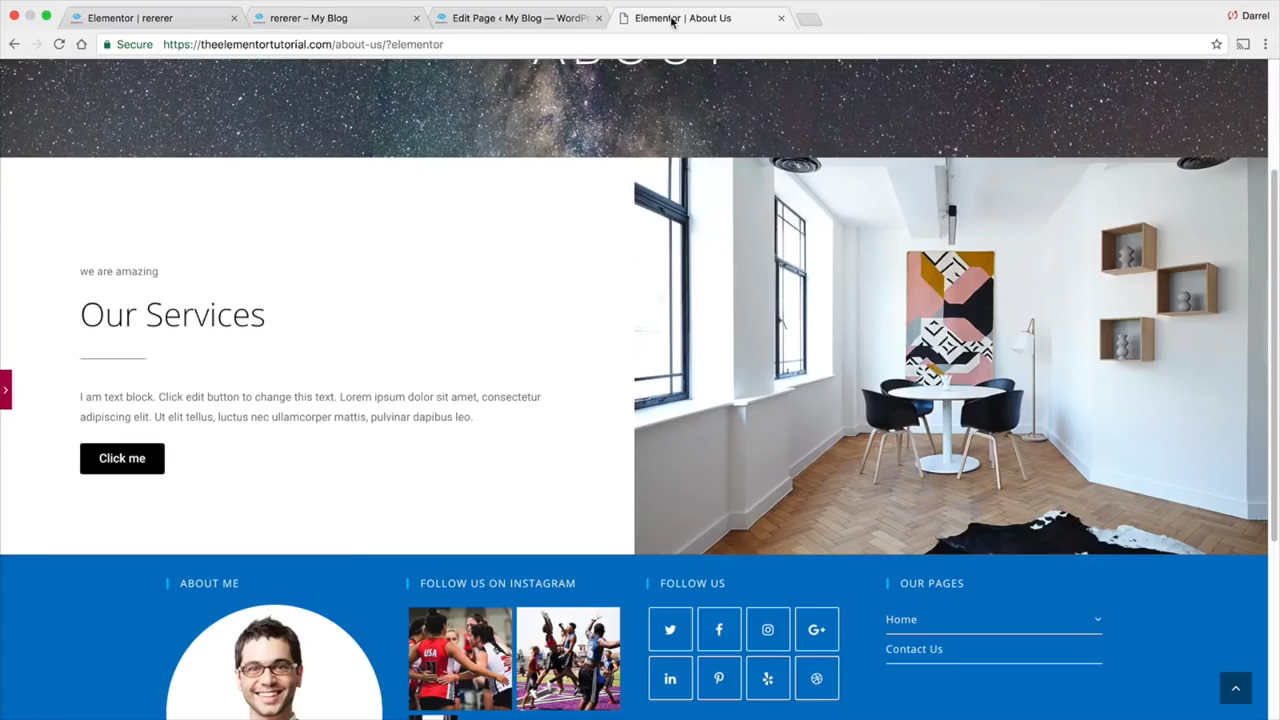 Elementor | rererer
rererer – My Blog
Edit Page ‹ My Blog — WordPr
Elementor | About Us
Darrel
Secure
https://theelementortutorial.com/about-us/?elementor
ABOUT
we are amazing
Our Services
I am text block. Click edit button to change this text. Lorem ipsum dolor sit amet, consectetur
adipiscing elit. Ut elit tellus, luctus nec ullamcorper mattis, pulvinar dapibus leo.
Click me
ABOUT ME
FOLLOW US ON INSTAGRAM
USA
FOLLOW US
OUR PAGES
Home
Contact Us